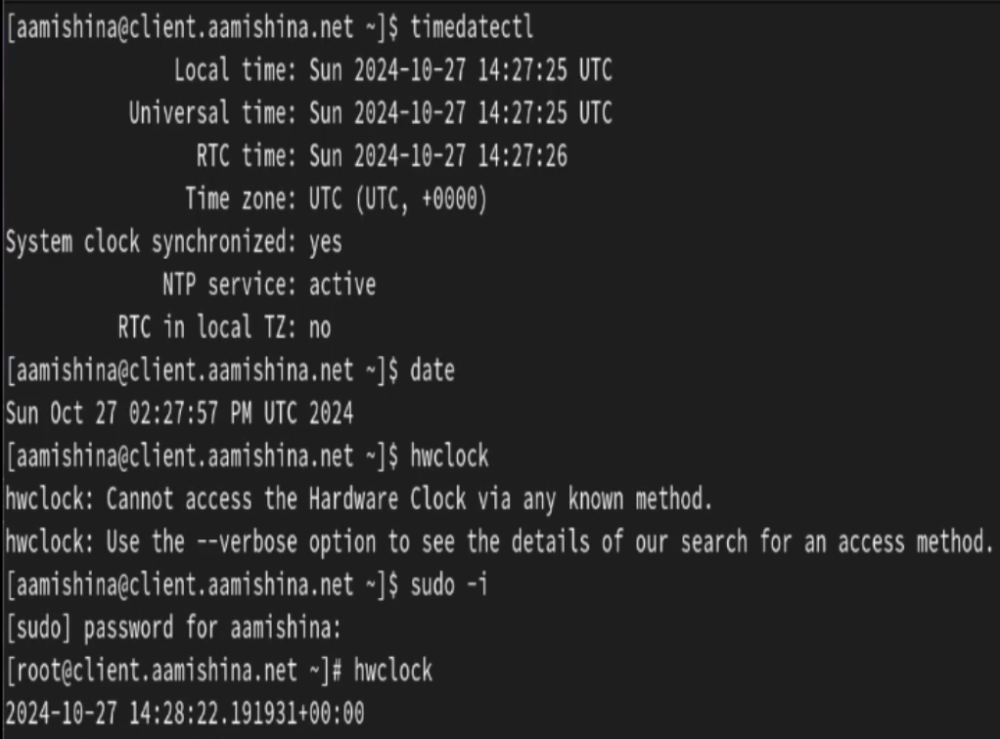 [aamishina@client.aamishina.net ~]$ timedatectl
Local time: Sun 2024-10-27 14:27:25 UTC
Universal time: Sun 2024-10-27 14:27:25 UTC
RTC time: Sun 2024-10-27 14:27:26
Time zone: UTC (UTC, +0000)
System clock synchronized: yes
NTP service: active
RTC in local TZ: no
[aamishina@client.aamishina.net ~]$ date
Sun Oct 27 02:27:57 PM UTC 2024
[aamishina@client.aamishina.net ~]$ hwclock
hwclock: Cannot access the Hardware Clock via any known method.
hwclock: Use the --verbose option to see the details of our search for an access method.
[aamishina@client.aamishina.net ~]$ sudo -i
[sudo] password for aamishina:
[root@client.aamishina.net ~]# hwclock
2024-10-27 14:28:22.191931+00:00